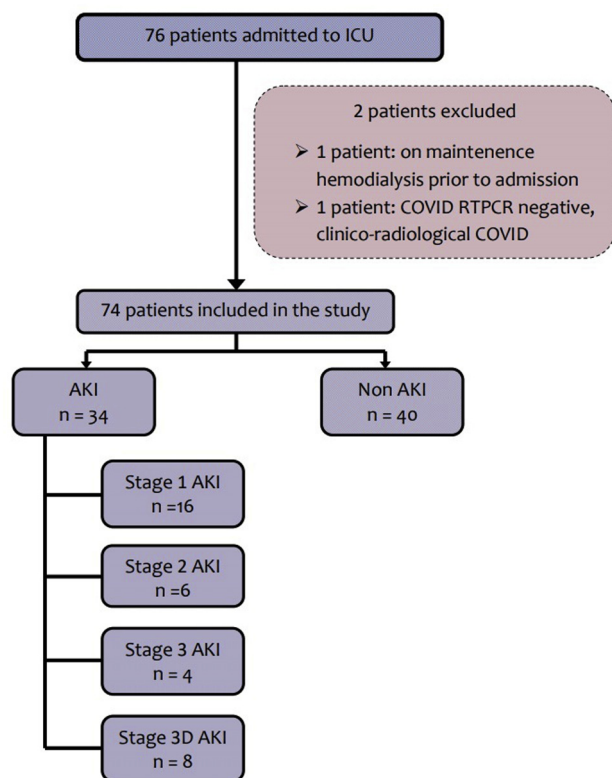 76 patients admitted to ICU
2 patients excluded
➢ 1 patient: on maintenence
hemodialysis prior to admission
➢ 1 patient: COVID RTPCR negative,
clinico-radiological COVID
74 patients included in the study
AKI
n = 34
Non AKI
n = 40
Stage 1 AKI
n =16
Stage 2 AKI
n =6
Stage 3 AKI
n = 4
Stage 3D AKI
n = 8